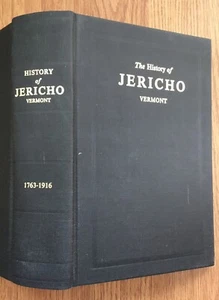 HISTORY
of
JERICHO
VERMONT
1763-1916
The History of
JERICHO
VERMONT